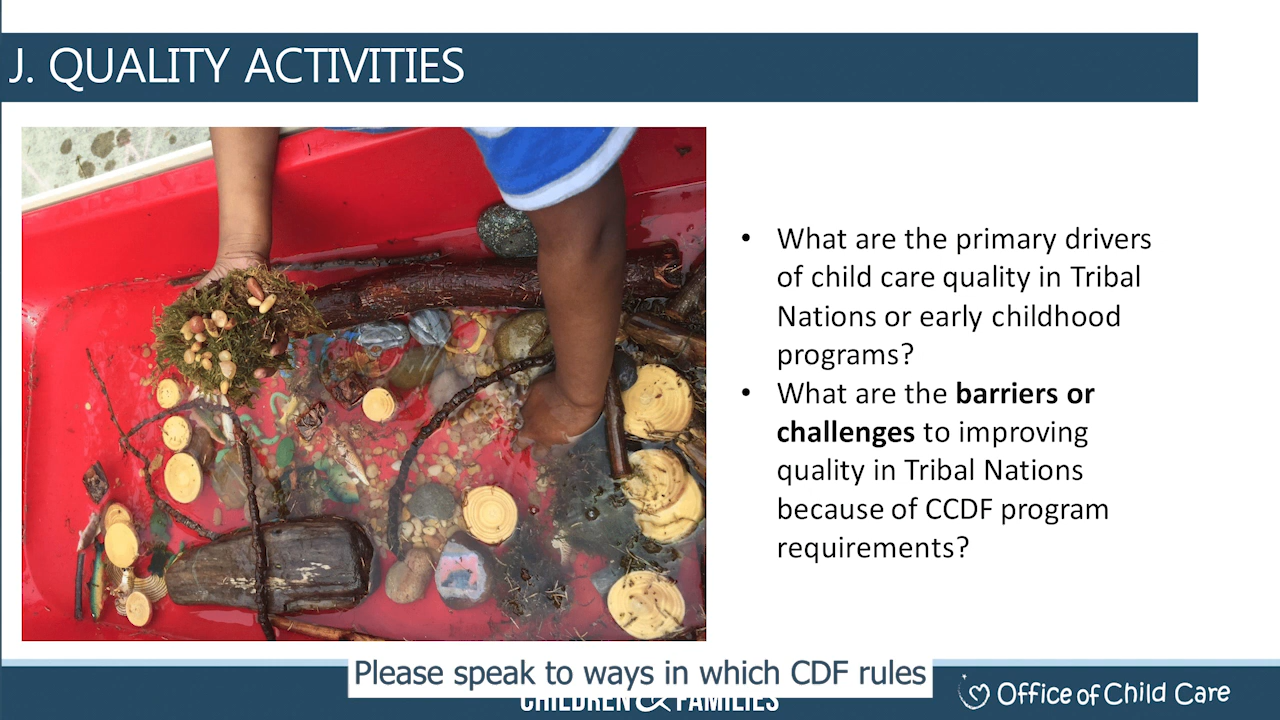 J. QUALITY ACTIVITIES
• What are the primary drivers
of child care quality in Tribal
Nations or early childhood
programs?
• What are the barriers or
challenges to improving
quality in Tribal Nations
because of CCDF program
requirements?
Please speak to ways in which CDF rules
CHILDREN & FAMILIES
Office of Child Care